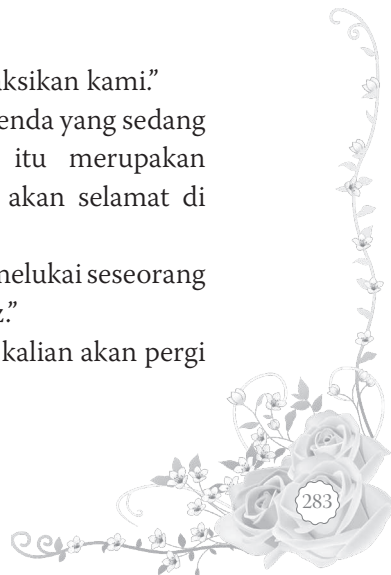 ksikan kami.”
enda yang sedang
itu merupakan
akan selamat di
nelukai seseorang
z.”
kalian akan pergi
283